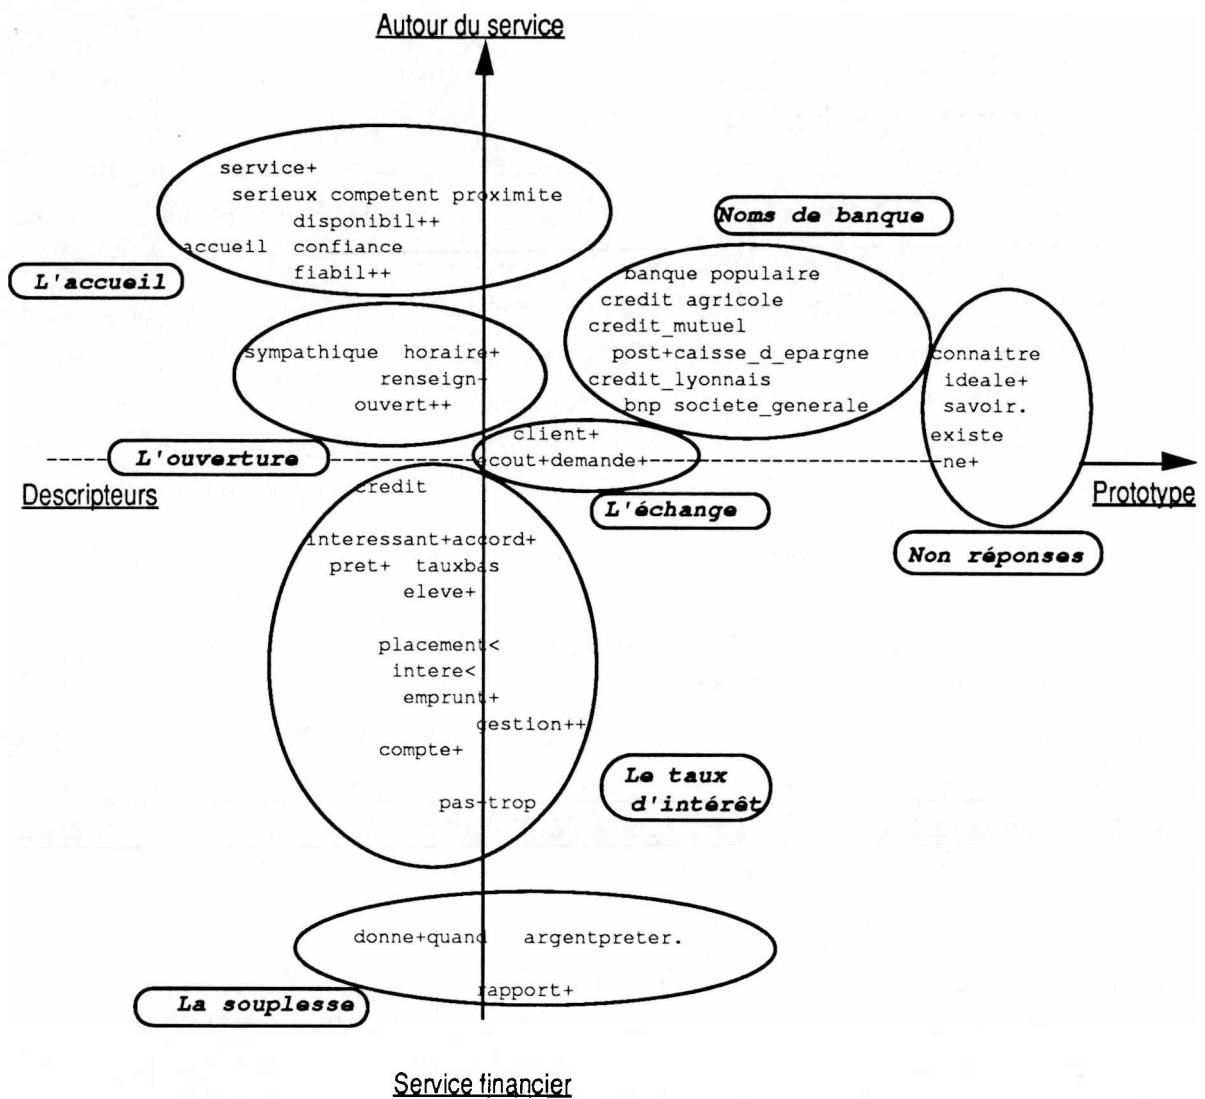 Autour du service
service+
serieux competent proximite
disponibil++
accueil confiance
fiabil++
L'accueil
Noms de banque
banque populaire
credit agricole
credit_mutuel
post+caisse_d_epargne
credit_lyonnais
bnp societe_generale
connaitre
ideale+
savoir.
existe
ne+
sympathique horaire+
renseign+
ouvert++
L'ouverture
client+
ecout+demande+
L'échange
Descripteurs
Prototype
Non réponses
credit
interessant+accord+
pret+ tauxbas
eleve+
placement<
intere<
emprunt+
gestion++
compte+
pas-trop
Le taux
d'intérêt
donne+quand argentpreter.
rapport+
La souplesse
Service financier